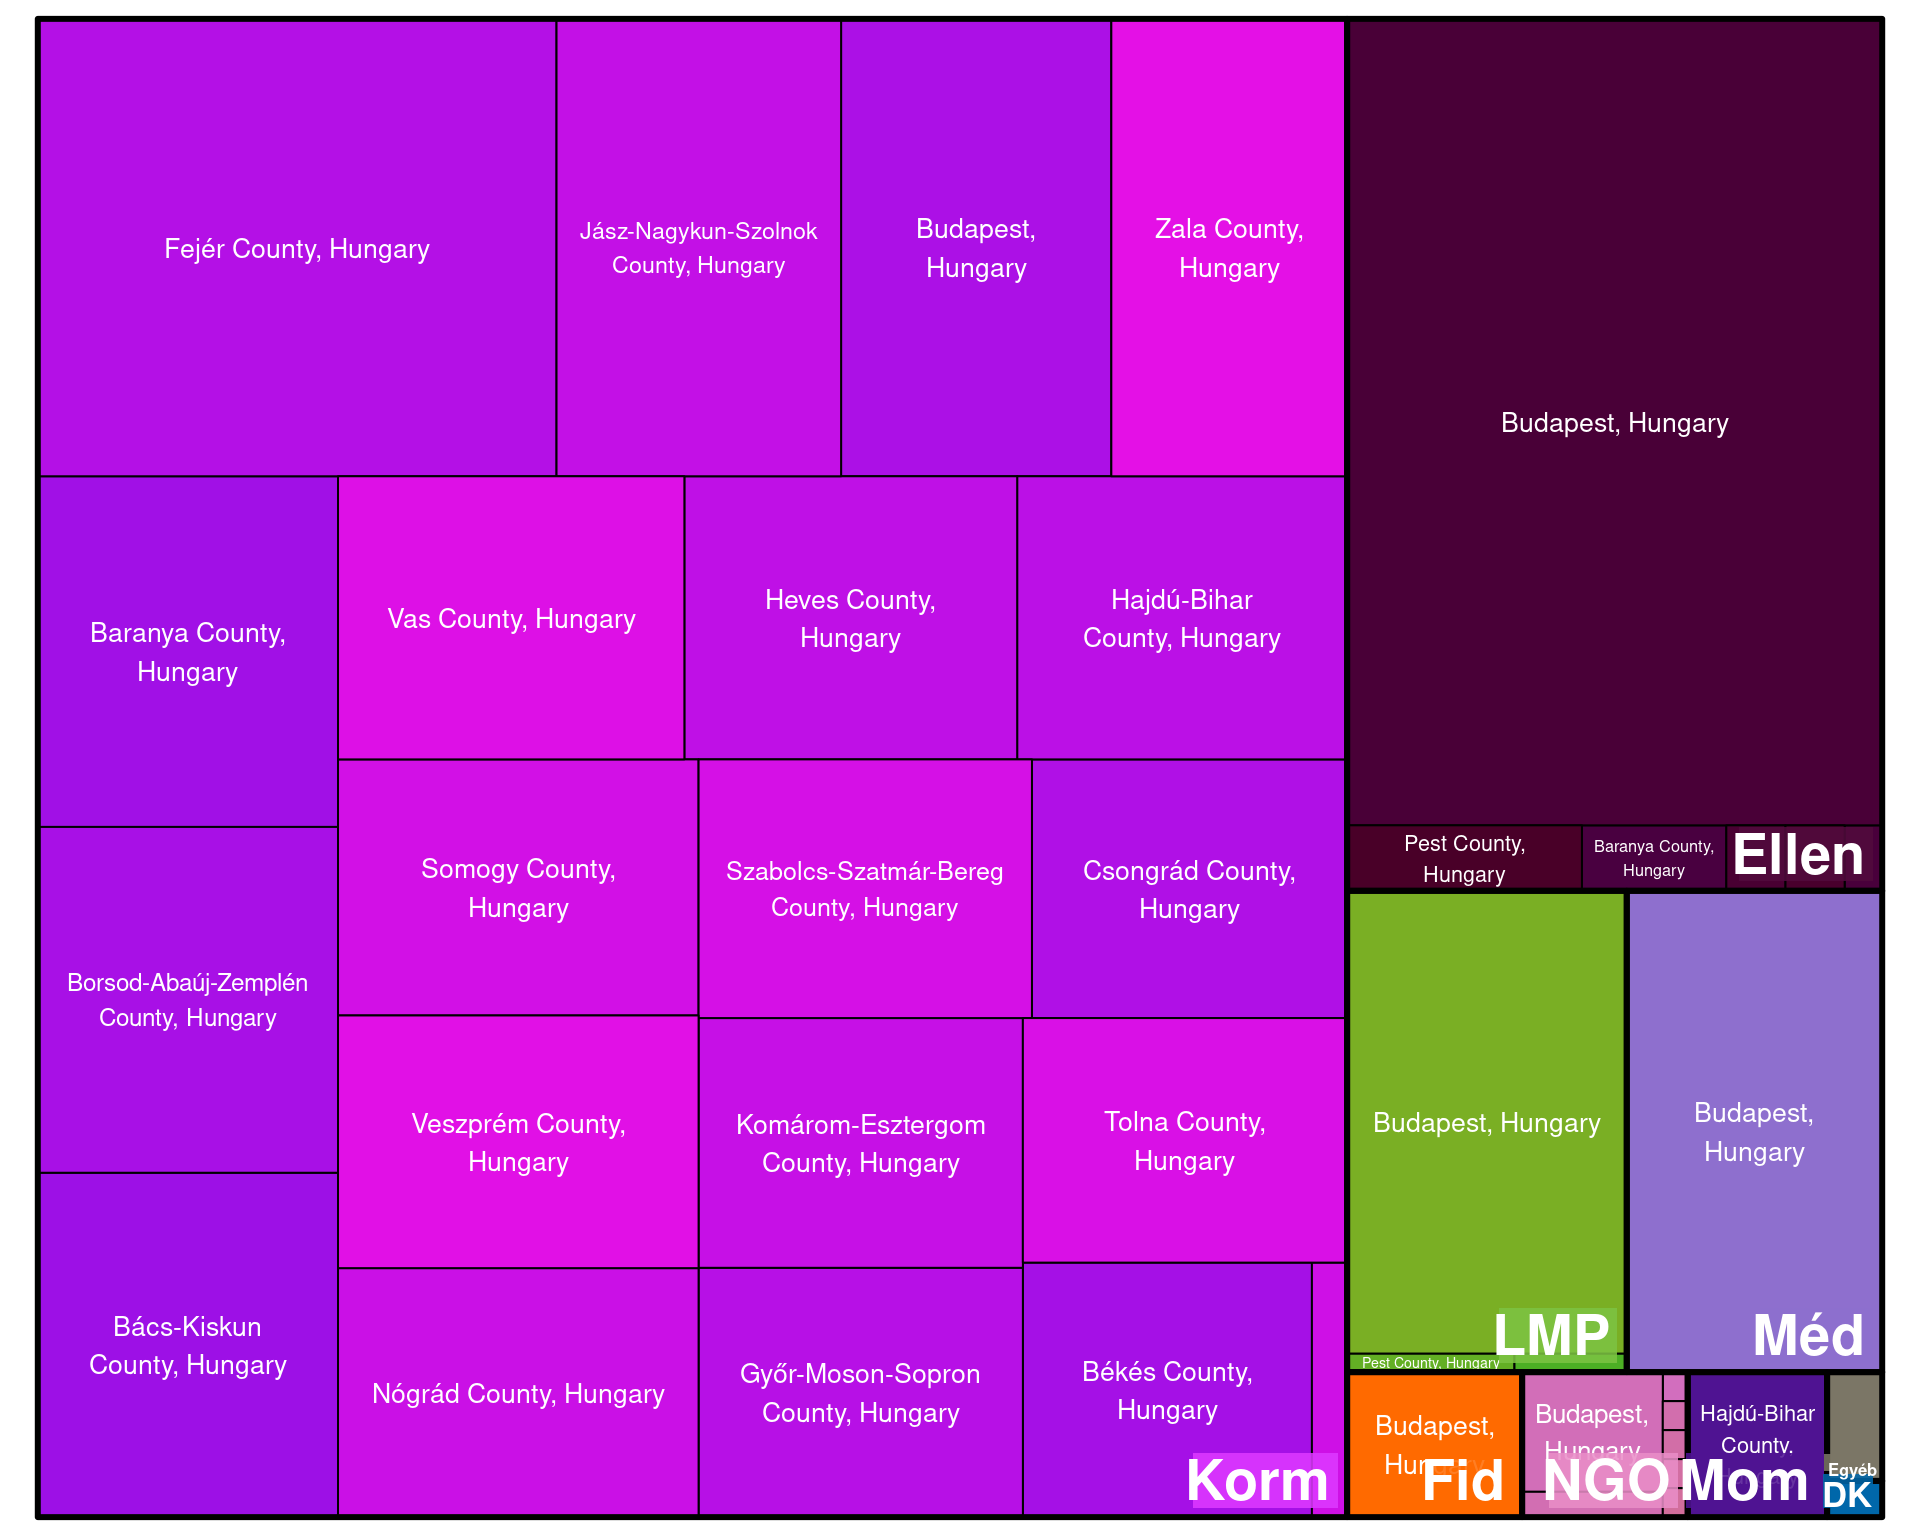 Fejér County, Hungary
Jász-Nagykun-Szolnok
County, Hungary
Budapest,
Hungary
Zala County,
Hungary
Budapest, Hungary
Baranya County,
Hungary
Vas County, Hungary
Heves County,
Hungary
Hajdú-Bihar
County, Hungary
Somogy County,
Hungary
Szabolcs-Szatmár-Bereg
County, Hungary
Csongrád County,
Hungary
Pest County,
Hungary
Baranya County,
Hungary
Ellen
Borsod-Abaúj-Zemplén
County, Hungary
Veszprém County,
Hungary
Komárom-Esztergom
County, Hungary
Tolna County,
Hungary
Budapest, Hungary
Budapest,
Hungary
Bács-Kiskun
County, Hungary
Nógrád County, Hungary
Győr-Moson-Sopron
County, Hungary
Békés County,
Hungary
Korm
LMP
Méd
Pest County, Hungary
Budapest,
Hungary
Fid
Budapest,
Hungary
NGO
Hajdú-Bihar
County,
Mom
Egyéb
DK